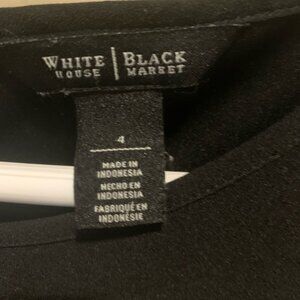 WHITE | BLACK
HOUSE | MARKET
4
MADE IN
INDONESIA
HECHO EN
INDONESIA
FABRIQUÉ EN
INDONÉSIE